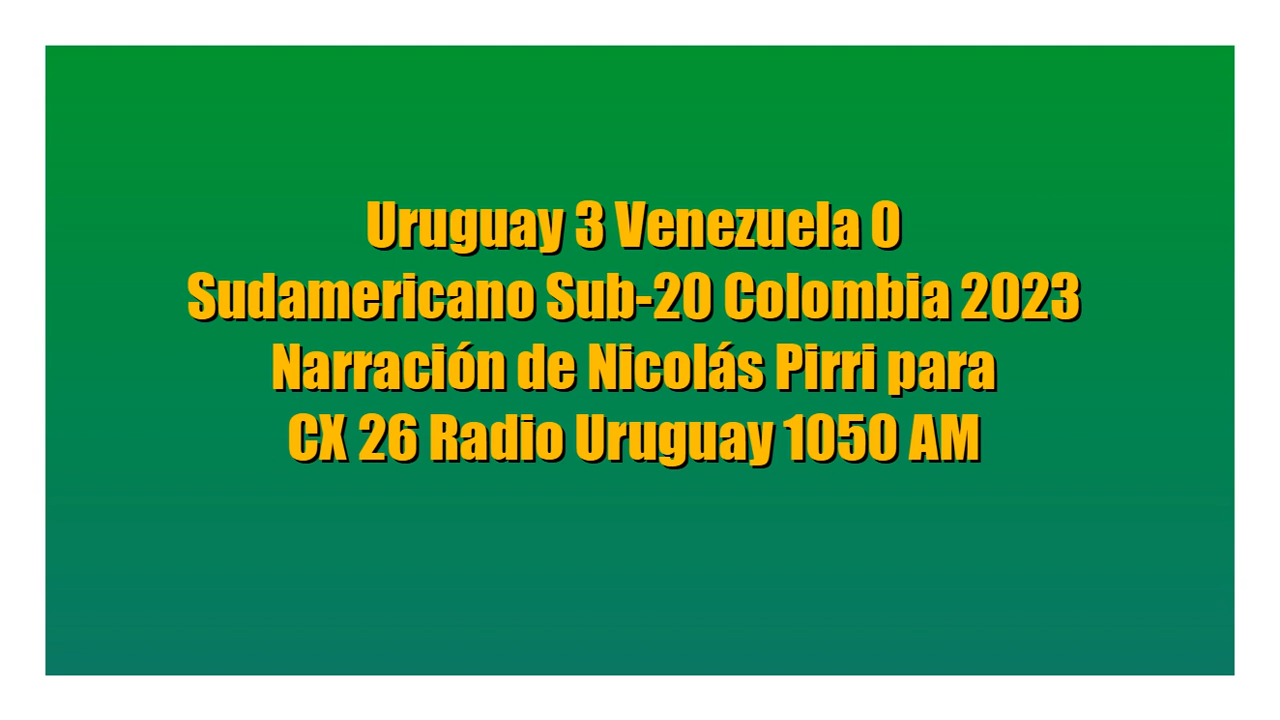 Uruguay 3 Venezuela 0
Sudamericano Sub-20 Colombia 2023
Narración de Nicolás Pirri para
CX 26 Radio Uruguay 1050 AM